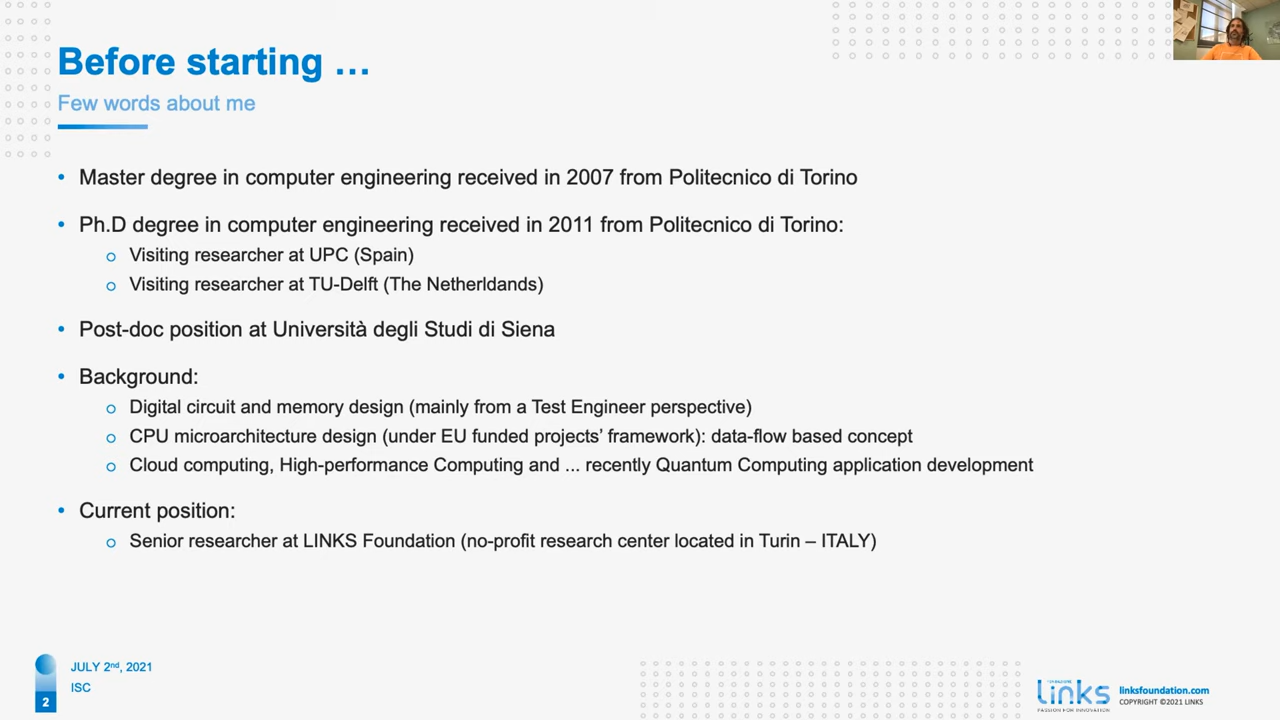 Before starting …
Few words about me
• Master degree in computer engineering received in 2007 from Politecnico di Torino
• Ph.D degree in computer engineering received in 2011 from Politecnico di Torino:
o Visiting researcher at UPC (Spain)
o Visiting researcher at TU-Delft (The Netherldands)
• Post-doc position at Università degli Studi di Siena
• Background:
o Digital circuit and memory design (mainly from a Test Engineer perspective)
o CPU microarchitecture design (under EU funded projects’ framework): data-flow based concept
o Cloud computing, High-performance Computing and ... recently Quantum Computing application development
• Current position:
o Senior researcher at LINKS Foundation (no-profit research center located in Turin – ITALY)
JULY 2nd, 2021
ISC
2
links
PASSION FOR INNOVATION
linksfoundation.com
COPYRIGHT ©2021 LINKS